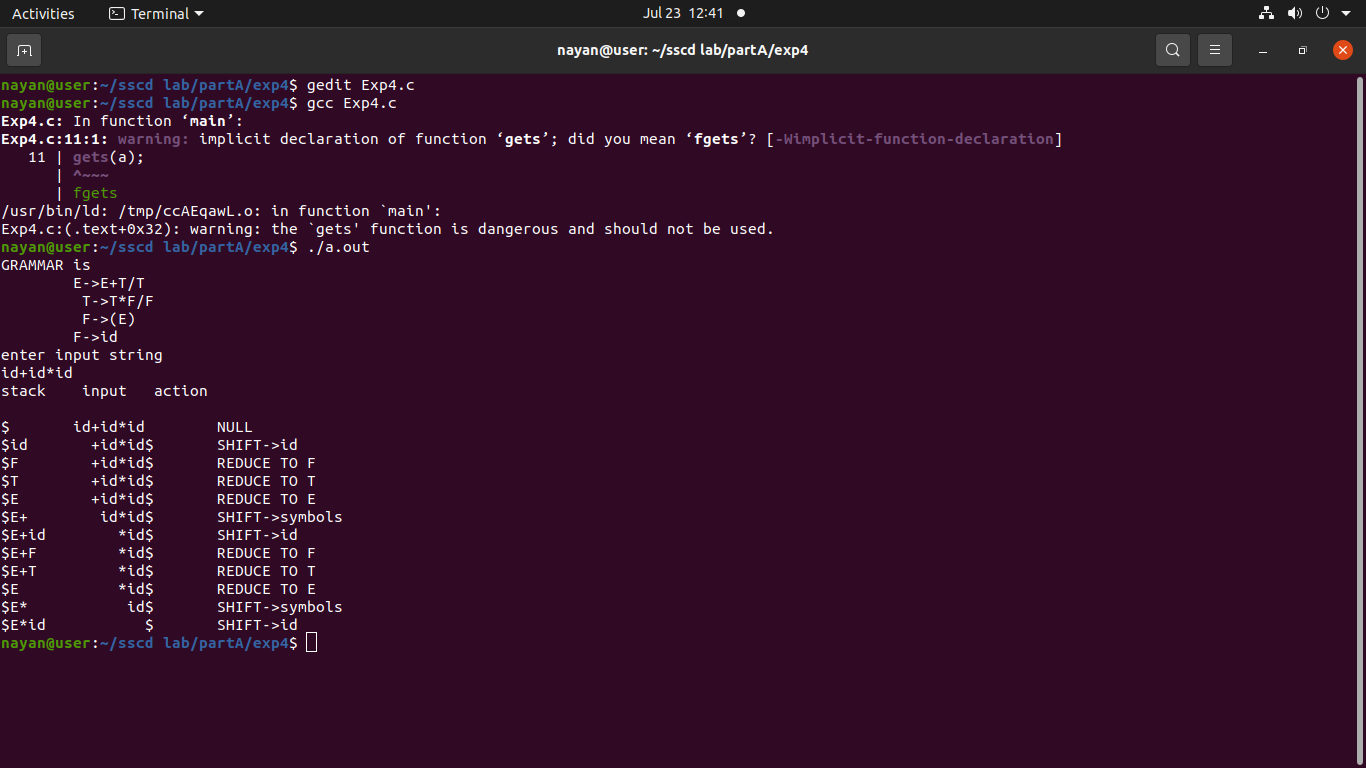 Activities Terminal Jul 23 12:41
nayan@user: ~/sscd lab/partA/exp4
nayan@user:~/sscd lab/partA/exp4$ gedit Exp4.c
nayan@user:~/sscd lab/partA/exp4$ gcc Exp4.c
Exp4.c: In function ‘main’:
Exp4.c:11:1: warning: implicit declaration of function ‘gets’; did you mean ‘fgets’? [-Wimplicit-function-declaration]
   11 | gets(a);
      | ^~~~
      | fgets
/usr/bin/ld: /tmp/ccAEqawL.o: in function `main':
Exp4.c:(.text+0x32): warning: the `gets' function is dangerous and should not be used.
nayan@user:~/sscd lab/partA/exp4$ ./a.out
GRAMMAR is
        E->E+T/T
         T->T*F/F
         F->(E)
        F->id
enter input string
id+id*id
stack    input   action
$       id+id*id        NULL
$id       +id*id$       SHIFT->id
$F        +id*id$       REDUCE TO F
$T        +id*id$       REDUCE TO T
$E        +id*id$       REDUCE TO E
$E+        id*id$       SHIFT->symbols
$E+id        *id$       SHIFT->id
$E+F         *id$       REDUCE TO F
$E+T         *id$       REDUCE TO T
$E           *id$       REDUCE TO E
$E*           id$       SHIFT->symbols
$E*id           $       SHIFT->id
nayan@user:~/sscd lab/partA/exp4$